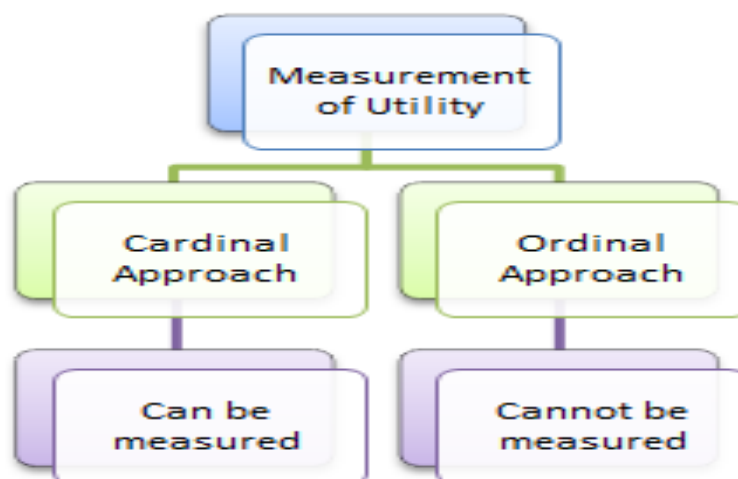 Measurement
of Utility
Cardinal
Approach
Ordinal
Approach
Can be
measured
Cannot be
measured